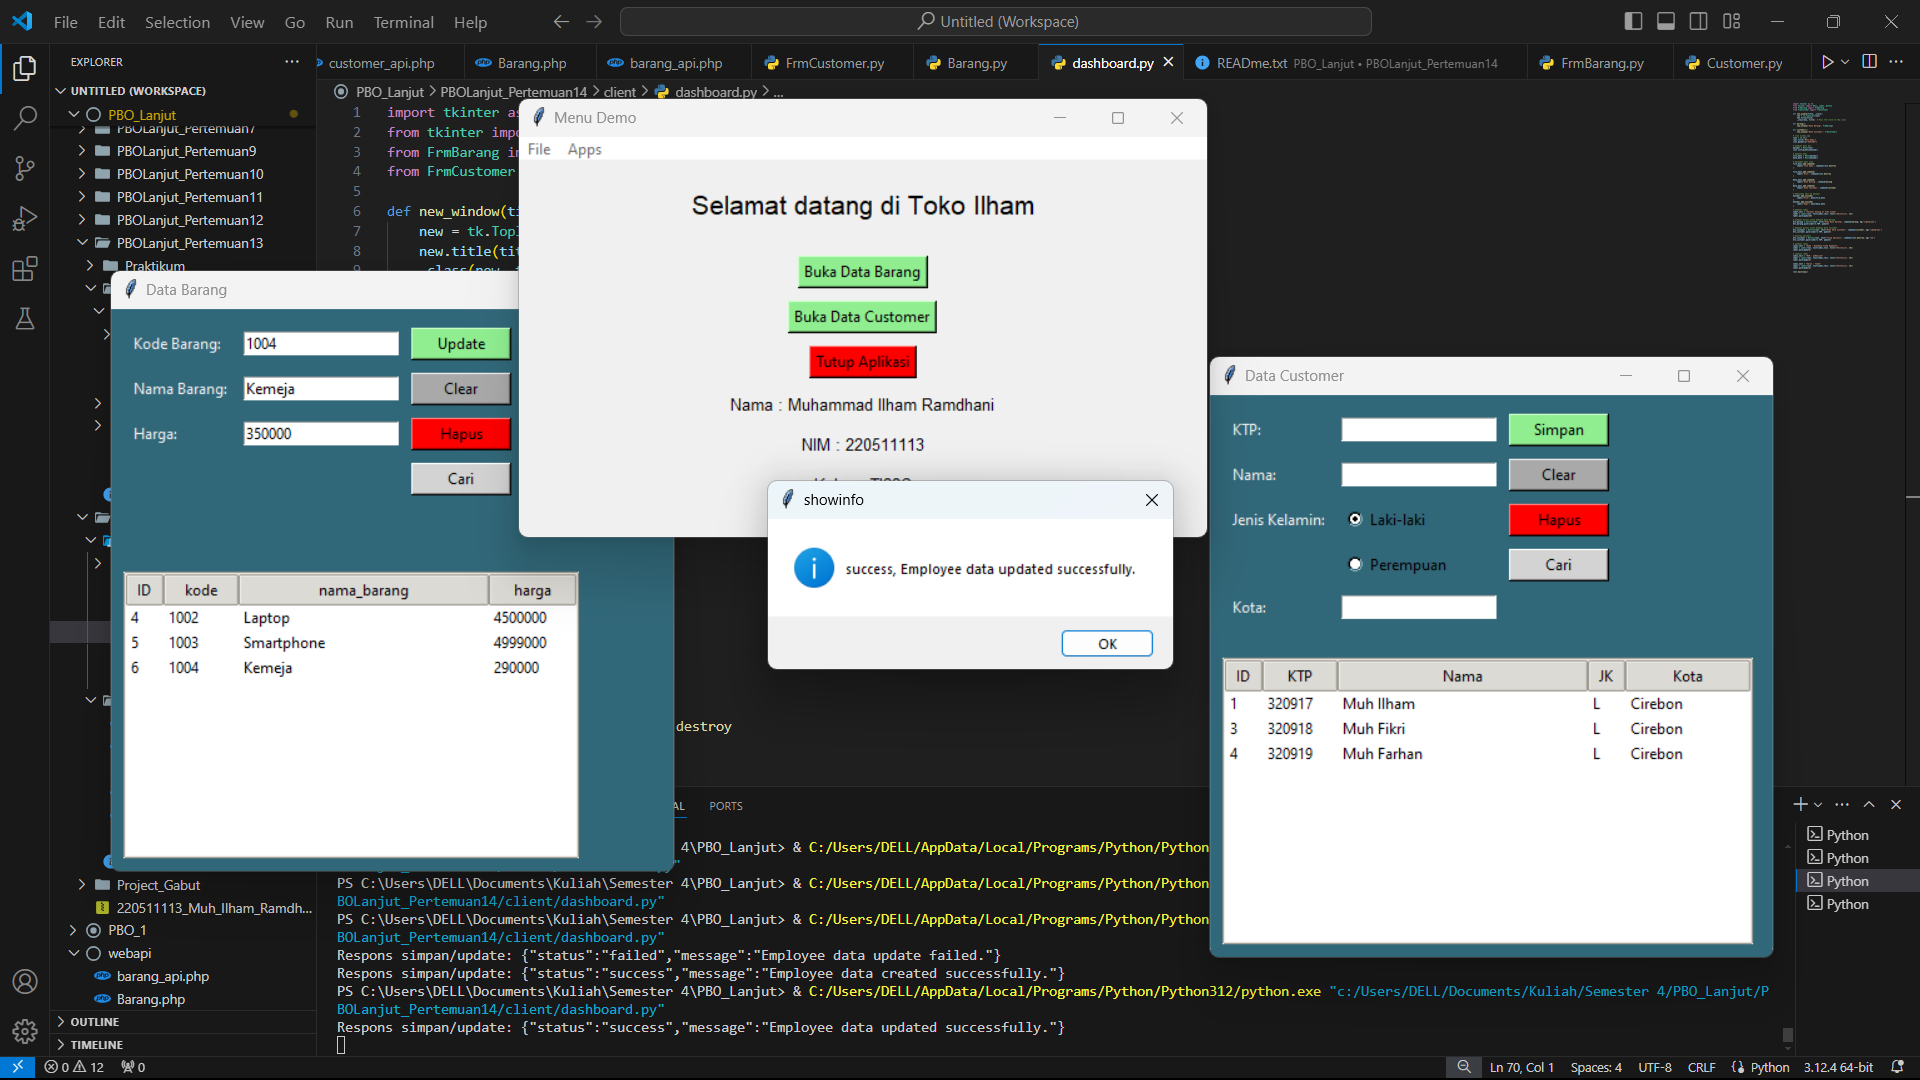 File Edit Selection View Go Run Terminal Help
Untitled (Workspace)
EXPLORER
customer_api.php Barang.php barang_api.php FrmCustomer.py Barang.py dashboard.py READme.txt PBO_Lanjut • PBOLanjut_Pertemuan14 FrmBarang.py Customer.py
UNTITLED (WORKSPACE)
PBO_Lanjut
PBOLanjut_Pertemuan7
PBOLanjut_Pertemuan9
PBOLanjut_Pertemuan10
PBOLanjut_Pertemuan11
PBOLanjut_Pertemuan12
PBOLanjut_Pertemuan13
Praktikum
PBO_Lanjut > PBOLanjut_Pertemuan14 > client > dashboard.py > ...
1 import tkinter as
2 from tkinter impo
3 from FrmBarang im
4 from FrmCustomer
5
6 def new_window(ti
7 new = tk.Topl
8 new.title(tit
9 _class(new,
Menu Demo
File Apps
Selamat datang di Toko Ilham
Buka Data Barang
Buka Data Customer
Tutup Aplikasi
Nama : Muhammad Ilham Ramdhani
NIM : 220511113
Data Barang
Kode Barang: 1004 Update
Nama Barang: Kemeja Clear
Harga: 350000 Hapus
Cari
ID kode nama_barang harga
4 1002 Laptop 4500000
5 1003 Smartphone 4999000
6 1004 Kemeja 290000
showinfo
success, Employee data updated successfully.
OK
Data Customer
KTP: Simpan
Nama: Clear
Jenis Kelamin: Laki-laki Hapus
Perempuan Cari
Kota:
ID KTP Nama JK Kota
1 320917 Muh Ilham L Cirebon
3 320918 Muh Fikri L Cirebon
4 320919 Muh Farhan L Cirebon
destroy
AL PORTS
4\PBO_Lanjut> & C:/Users/DELL/AppData/Local/Programs/Python/Python
PS C:\Users\DELL\Documents\Kuliah\Semester 4\PBO_Lanjut> & C:/Users/DELL/AppData/Local/Programs/Python/Python
BOLanjut_Pertemuan14/client/dashboard.py"
PS C:\Users\DELL\Documents\Kuliah\Semester 4\PBO_Lanjut> & C:/Users/DELL/AppData/Local/Programs/Python/Python
BOLanjut_Pertemuan14/client/dashboard.py"
Respons simpan/update: {"status":"failed","message":"Employee data update failed."}
Respons simpan/update: {"status":"success","message":"Employee data created successfully."}
PS C:\Users\DELL\Documents\Kuliah\Semester 4\PBO_Lanjut> & C:/Users/DELL/AppData/Local/Programs/Python/Python312/python.exe "c:/Users/DELL/Documents/Kuliah/Semester 4/PBO_Lanjut/P
BOLanjut_Pertemuan14/client/dashboard.py"
Respons simpan/update: {"status":"success","message":"Employee data updated successfully."}
Python
Python
Python
Python
Project_Gabut
220511113_Muh_Ilham_Ramdh...
PBO_1
webapi
barang_api.php
Barang.php
OUTLINE
TIMELINE
0 12 0
Ln 70, Col 1 Spaces: 4 UTF-8 CRLF Python 3.12.4 64-bit